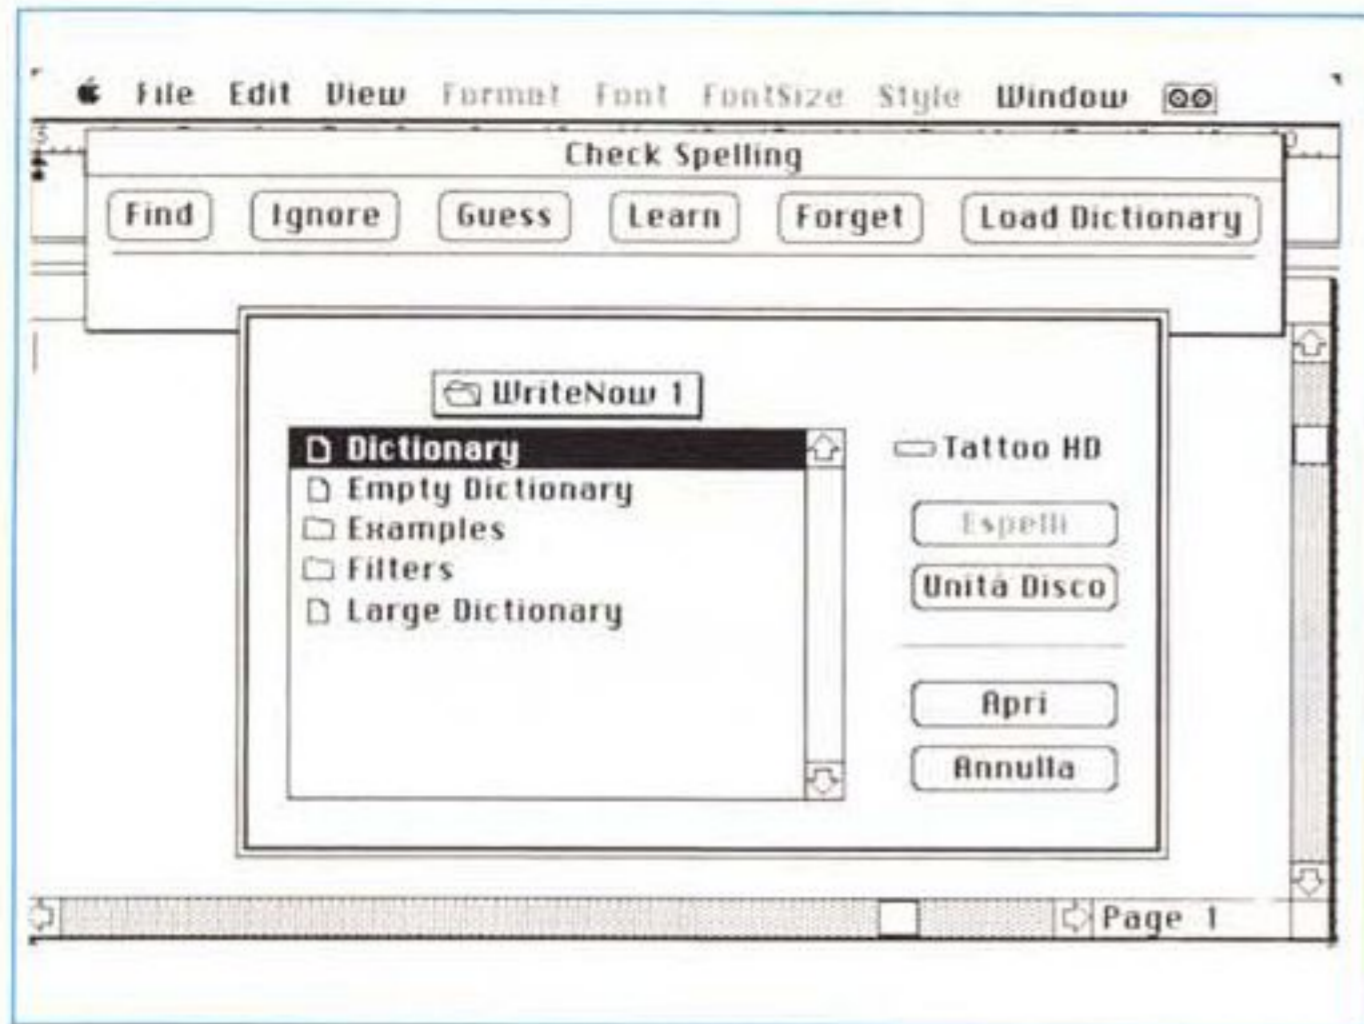 File Edit View Format Font FontSize Style Window
Check Spelling
Find Ignore Guess Learn Forget Load Dictionary
WriteNow 1
Dictionary
Empty Dictionary
Examples
Filters
Large Dictionary
Tattoo HD
Espelli
Unità Disco
Apri
Annulla
Page 1